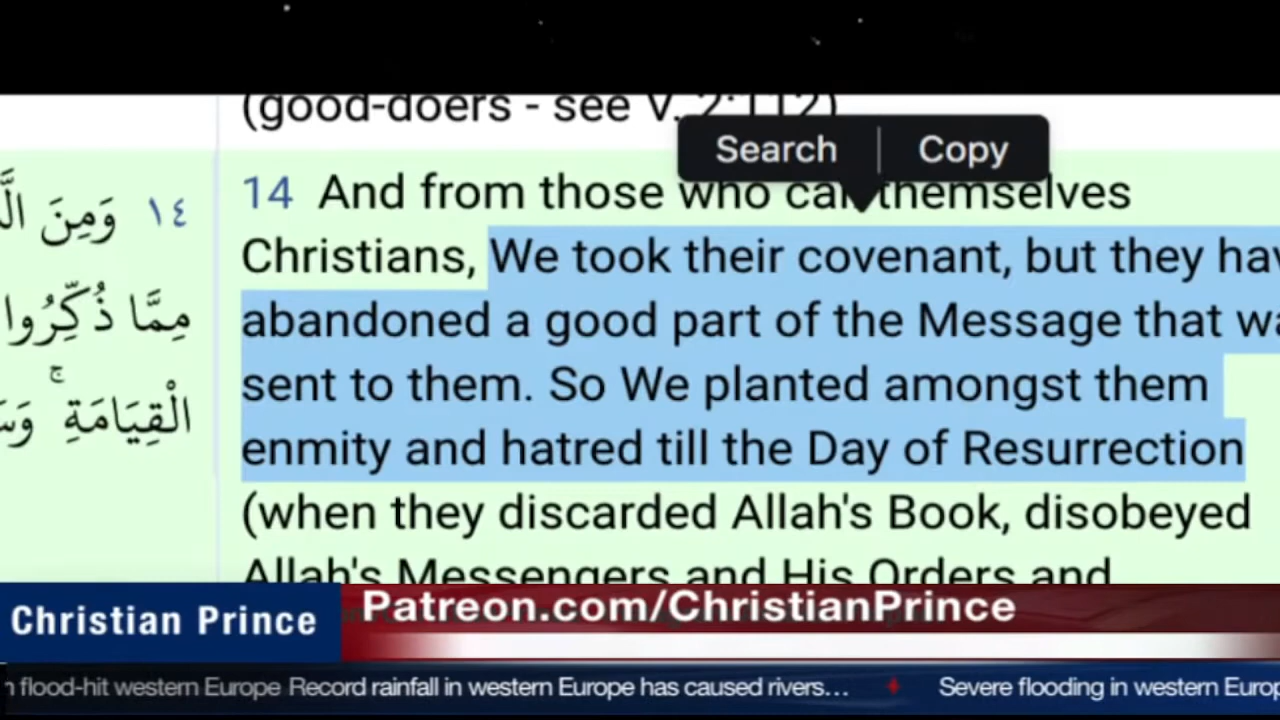 (good-doers - see V. 2:112)
Search
Copy
14 And from those who call themselves
Christians, We took their covenant, but they
abandoned a good part of the Message that
sent to them. So We planted amongst them
enmity and hatred till the Day of Resurrection
(when they discarded Allah's Book, disobeyed
Allah's Messengers and His Orders and
١٤ وَمِنَ
مِمَّا ذُكِّرُوا
الْقِيَامَةِ ۚ
Christian Prince
Patreon.com/ChristianPrince
flood-hit western Europe Record rainfall in western Europe has caused rivers... Severe flooding in western